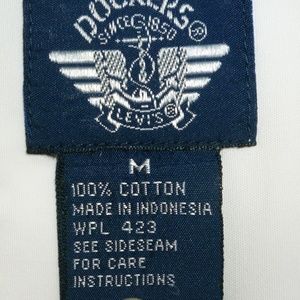 DOCKERS®
SINCE 1850
LEVI'S®
M
100% COTTON
MADE IN INDONESIA
WPL 423
SEE SIDESEAM
FOR CARE
INSTRUCTIONS